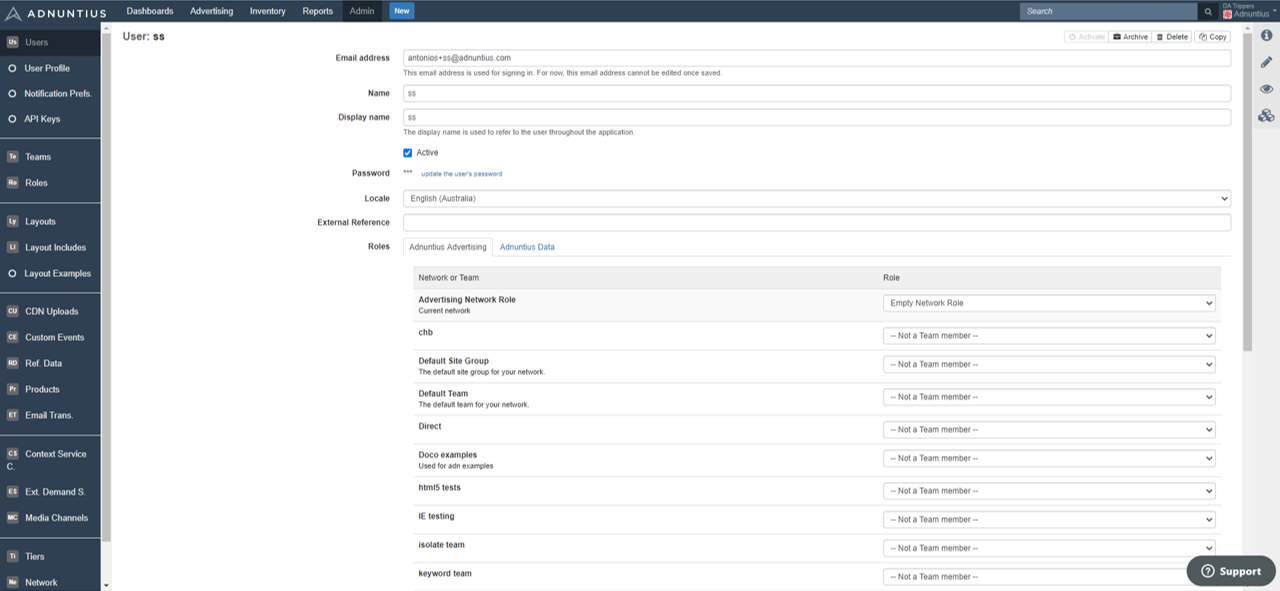 ADNUNTIUS
Dashboards Advertising Inventory Reports Admin New
Search
DA Trippers
Adnuntius
Us Users
User Profile
Notification Prefs.
API Keys
Te Teams
Ro Roles
Ly Layouts
LI Layout Includes
Layout Examples
CU CDN Uploads
CE Custom Events
RD Ref. Data
Pr Products
ET Email Trans.
CS Context Service
C.
ES Ext. Demand S.
MC Media Channels
Ti Tiers
Ne Network
User: ss
Activate Archive Delete Copy
Email address antonios+ss@adnuntius.com
This email address is used for signing in. For now, this email address cannot be edited once saved.
Name ss
Display name ss
The display name is used to refer to the user throughout the application.
Active
Password *** update the user's password
Locale English (Australia)
External Reference
Roles Adnuntius Advertising Adnuntius Data
Network or Team Role
Advertising Network Role Empty Network Role
Current network
chb -- Not a Team member --
Default Site Group -- Not a Team member --
The default site group for your network.
Default Team -- Not a Team member --
The default team for your network.
Direct -- Not a Team member --
Doco examples -- Not a Team member --
Used for adn examples
html5 tests -- Not a Team member --
IE testing -- Not a Team member --
isolate team -- Not a Team member --
keyword team -- Not a Team member --
Support